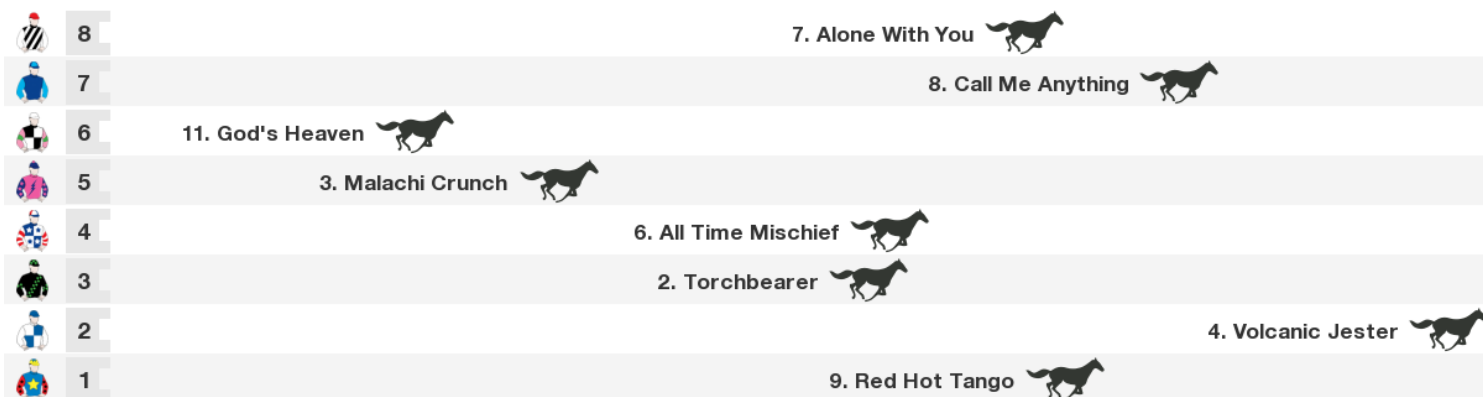 8 7. Alone With You
7 8. Call Me Anything
6 11. God's Heaven
5 3. Malachi Crunch
4 6. All Time Mischief
3 2. Torchbearer
2 4. Volcanic Jester
1 9. Red Hot Tango